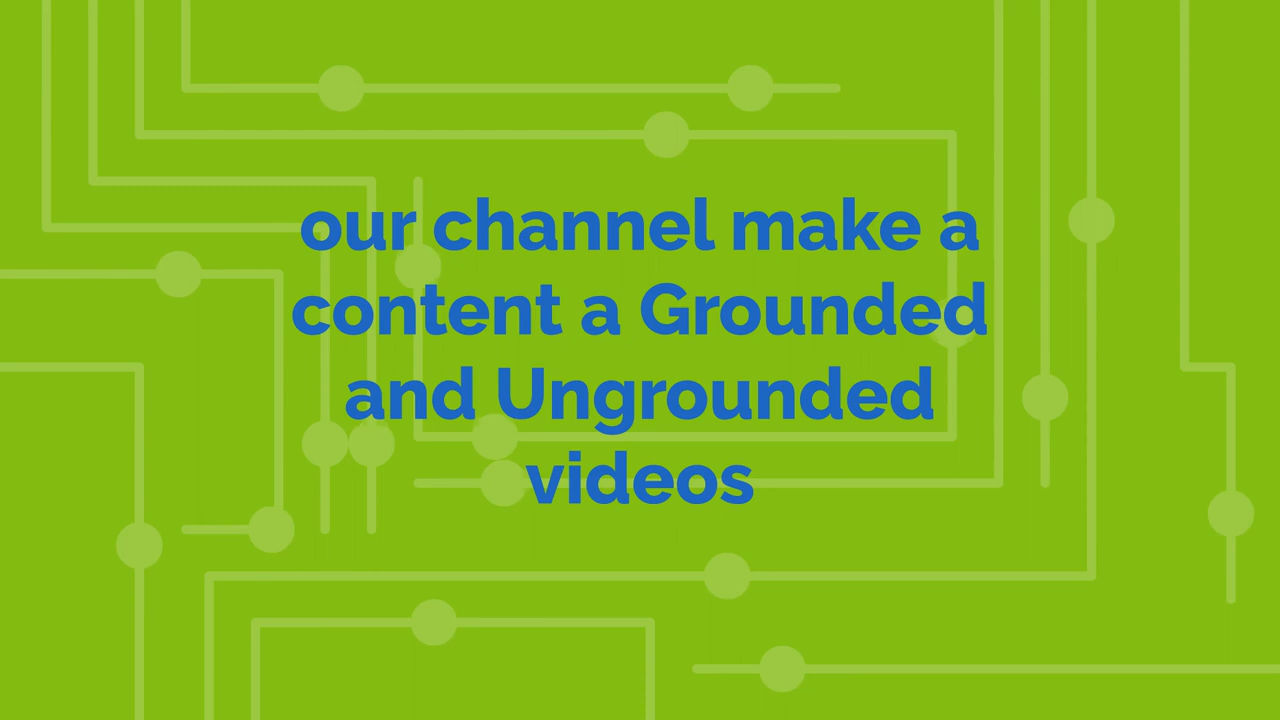 our channel make a
content a Grounded
and Ungrounded
videos